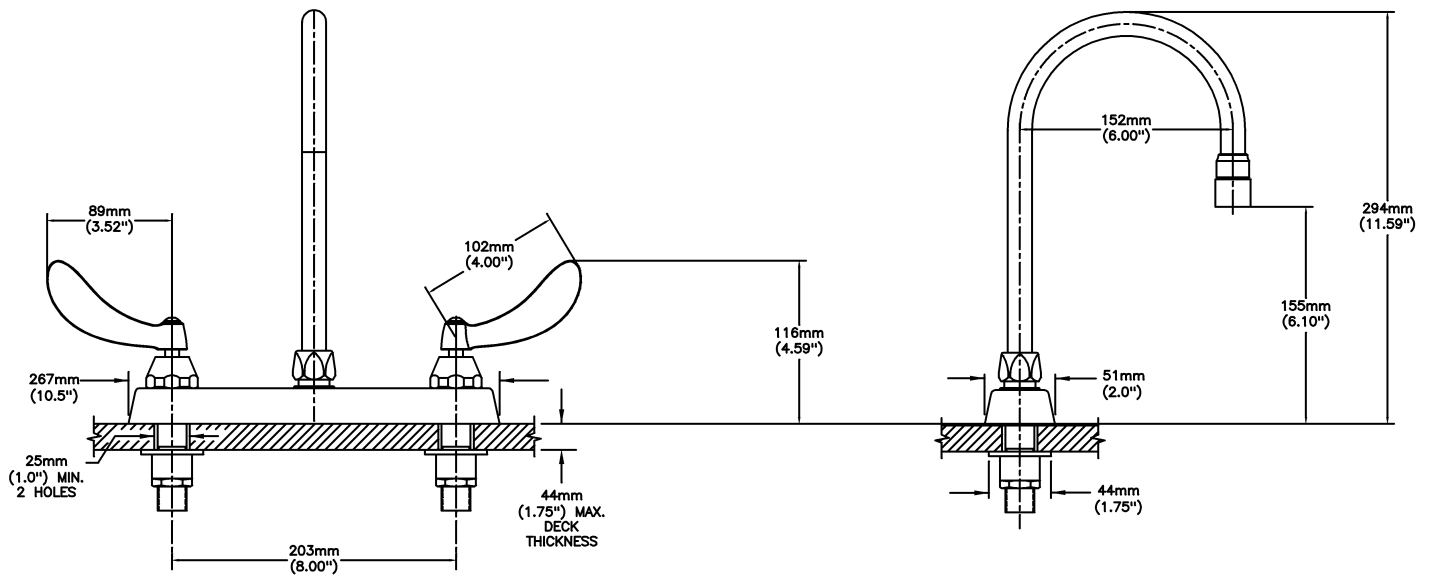 89mm
(3.52")
102mm
(4.00")
116mm
(4.59")
267mm
(10.5")
25mm
(1.0") MIN.
2 HOLES
44mm
(1.75") MAX.
DECK
THICKNESS
203mm
(8.00")
152mm
(6.00")
294mm
(11.59")
155mm
(6.10")
51mm
(2.0")
44mm
(1.75")